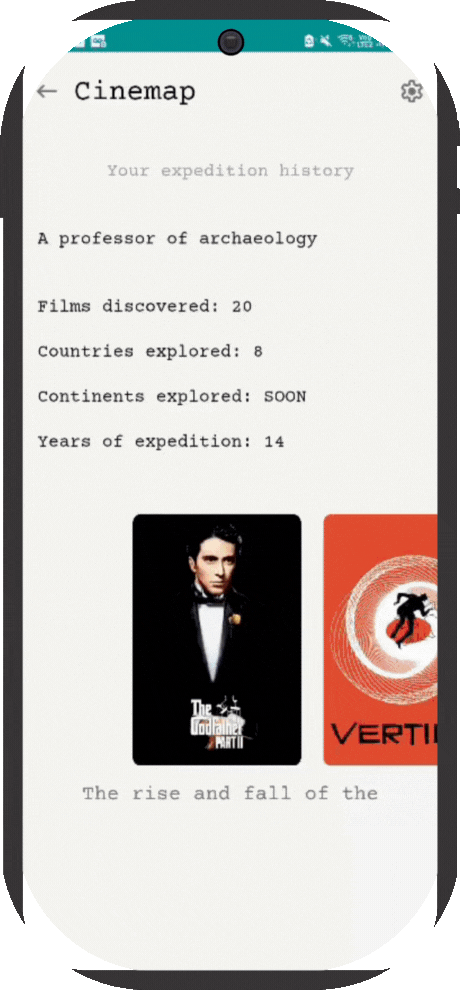 Cinemap
Your expedition history
A professor of archaeology
Films discovered: 20
Countries explored: 8
Continents explored: SOON
Years of expedition: 14
The
Godfather
PART II
VERTI
The rise and fall of the